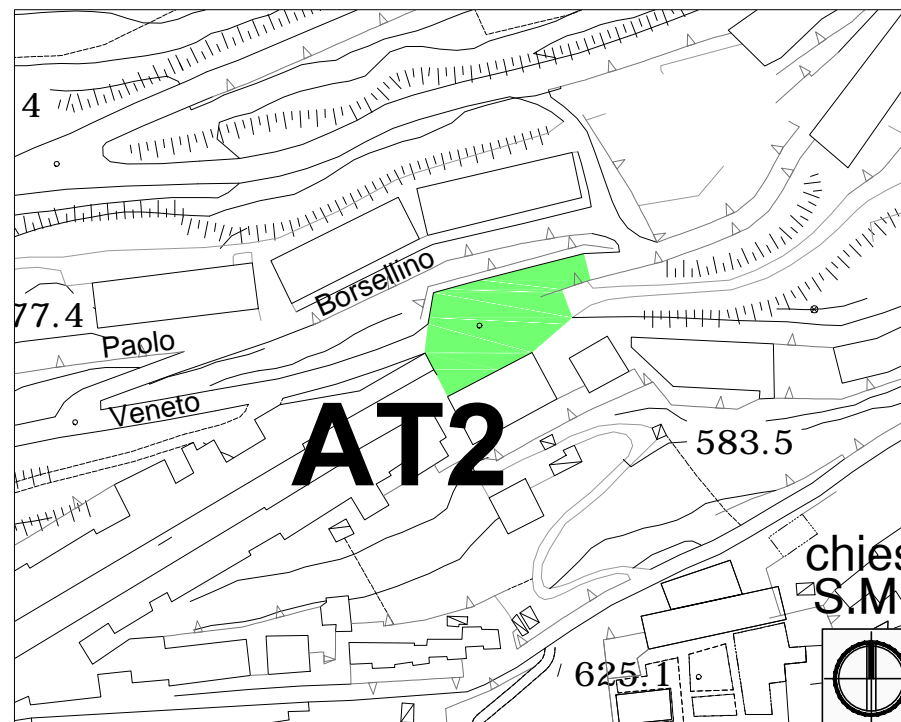 4
Borsellino
77.4
Paolo
Veneto
AT2
583.5
chies
S.M
625.1